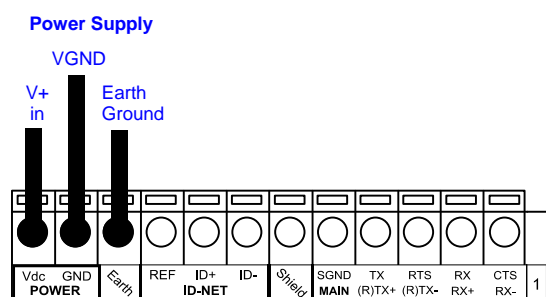 Power Supply
VGND
V+ Earth
in Ground
Vdc GND Earth REF ID+ ID- Shield SGND TX RTS RX CTS
POWER ID-NET MAIN (R)TX+ (R)TX- RX+ RX- 1